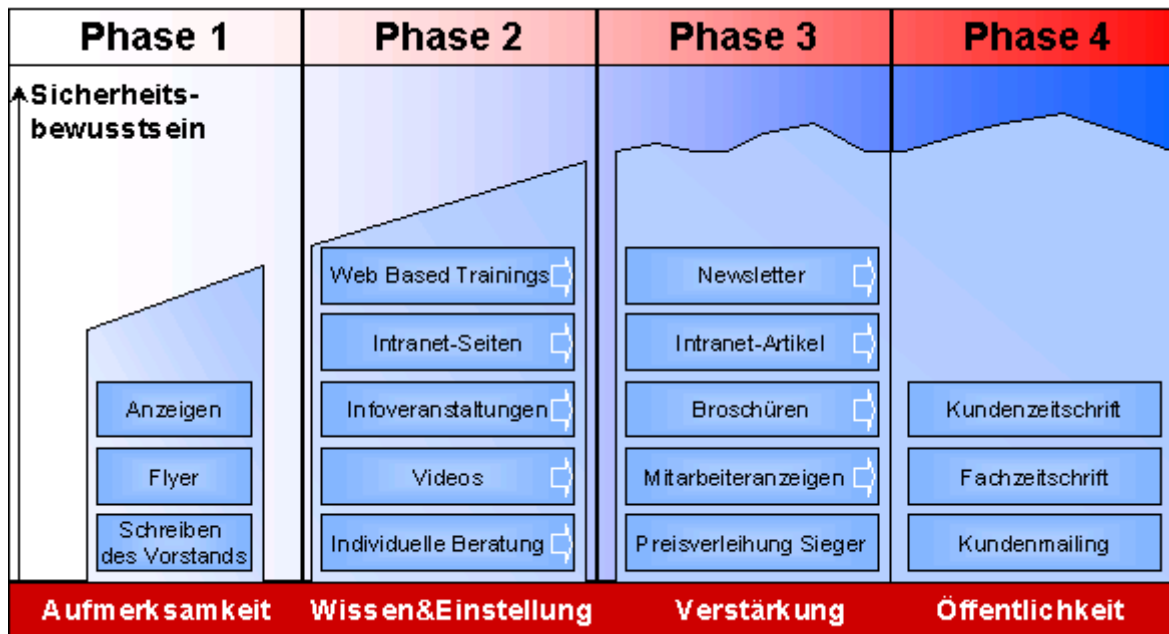 Phase 1
Phase 2
Phase 3
Phase 4
Sicherheits-
bewusstsein
Anzeigen
Flyer
Schreiben
des Vorstands
Web Based Trainings
Intranet-Seiten
Infoveranstaltungen
Videos
Individuelle Beratung
Newsletter
Intranet-Artikel
Broschüren
Mitarbeiteranzeigen
Preisverleihung Sieger
Kundenzeitschrift
Fachzeitschrift
Kundenmailing
Aufmerksamkeit
Wissen&Einstellung
Verstärkung
Öffentlichkeit